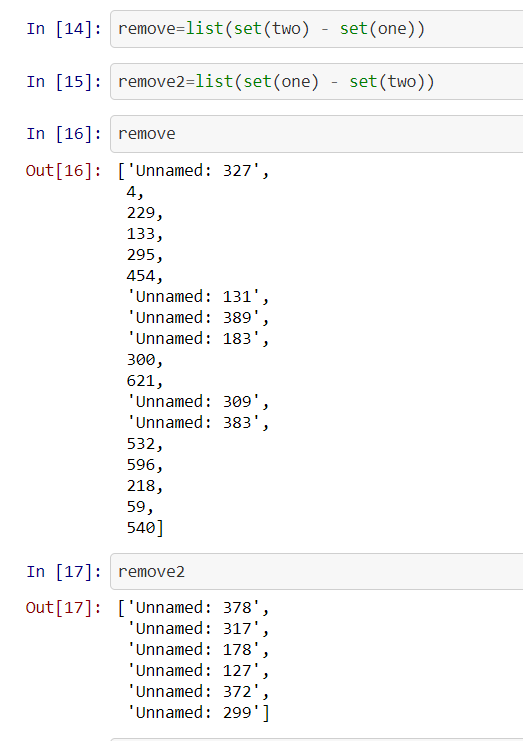 In [14]: remove=list(set(two) - set(one))
In [15]: remove2=list(set(one) - set(two))
In [16]: remove
Out[16]: ['Unnamed: 327',
4,
229,
133,
295,
454,
'Unnamed: 131',
'Unnamed: 389',
'Unnamed: 183',
300,
621,
'Unnamed: 309',
'Unnamed: 383',
532,
596,
218,
59,
540]
In [17]: remove2
Out[17]: ['Unnamed: 378',
'Unnamed: 317',
'Unnamed: 178',
'Unnamed: 127',
'Unnamed: 372',
'Unnamed: 299']